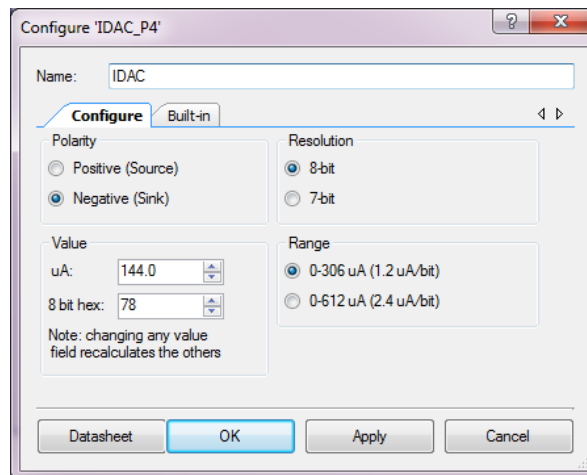 Configure 'IDAC_P4'
?
Name: IDAC
Configure Built-in
Polarity
Positive (Source)
Negative (Sink)
Resolution
8-bit
7-bit
Value
uA: 144.0
8 bit hex: 78
Note: changing any value
field recalculates the others
Range
0-306 uA (1.2 uA/bit)
0-612 uA (2.4 uA/bit)
Datasheet OK Apply Cancel